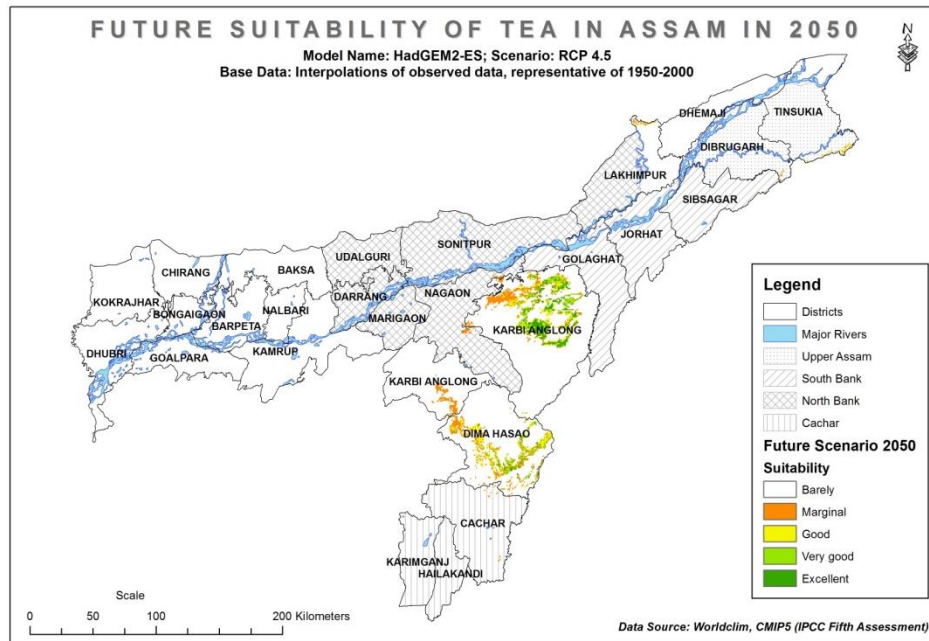 FUTURE SUITABILITY OF TEA IN ASSAM IN 2050
Model Name: HadGEM2-ES; Scenario: RCP 4.5
Base Data: Interpolations of observed data, representative of 1950-2000
N
DHEMAJI
TINSUKIA
DIBRUGARH
LAKHIMPUR
SIBSAGAR
JORHAT
SONITPUR
GOLAGHAT
UDALGURI
CHIRANG
BAKSA
KOKRAJHAR
BONGAIGAON
BARPETA
NALBARI
DARRANG
NAGAON
MARIGAON
KARBI ANGLONG
DHUBRI
GOALPARA
KAMRUP
KARBI ANGLONG
DIMA HASAO
CACHAR
KARIMGANJ
HAILAKANDI
Legend
Districts
Major Rivers
Upper Assam
South Bank
North Bank
Cachar
Future Scenario 2050
Suitability
Barely
Marginal
Good
Very good
Excellent
Scale
0 50 100 200 Kilometers
Data Source: Worldclim, CMIP5 (IPCC Fifth Assessment)